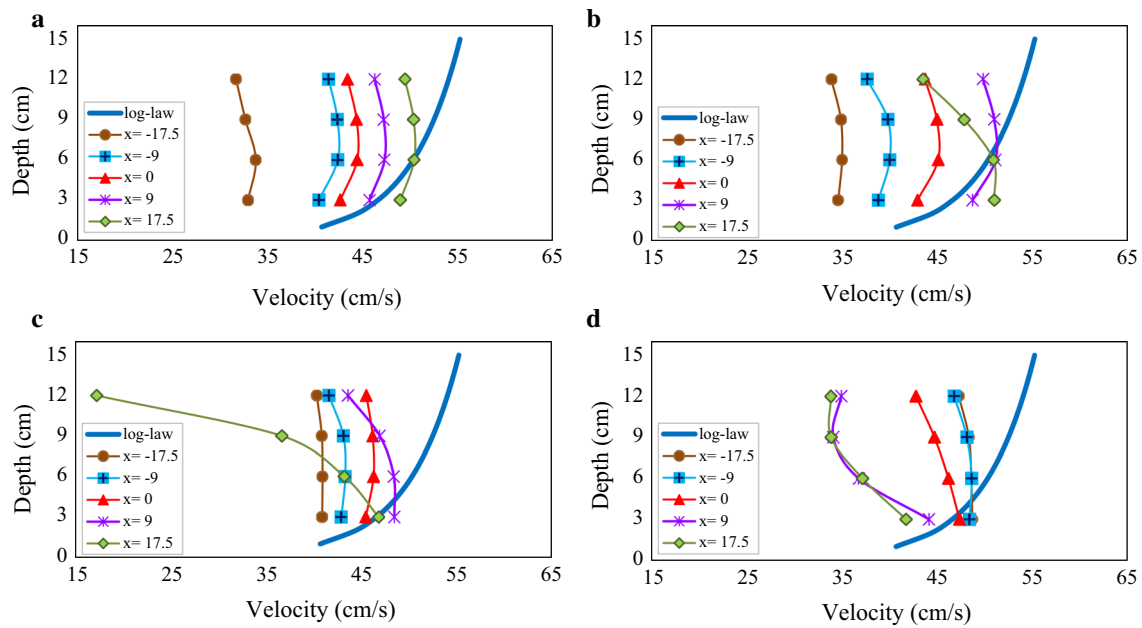 a
15
12
9
6
3
0
Depth (cm)
log-law
x= -17.5
x= -9
x= 0
x= 9
x= 17.5
15 25 35 45 55 65
Velocity (cm/s)
b
15
12
9
6
3
0
Depth (cm)
log-law
x= -17.5
x= -9
x= 0
x= 9
x= 17.5
15 25 35 45 55 65
Velocity (cm/s)
c
15
12
9
6
3
0
Depth (cm)
log-law
x= -17.5
x= -9
x= 0
x= 9
x= 17.5
15 25 35 45 55 65
Velocity (cm/s)
d
15
12
9
6
3
0
Depth (cm)
log-law
x= -17.5
x= -9
x= 0
x= 9
x= 17.5
15 25 35 45 55 65
Velocity (cm/s)